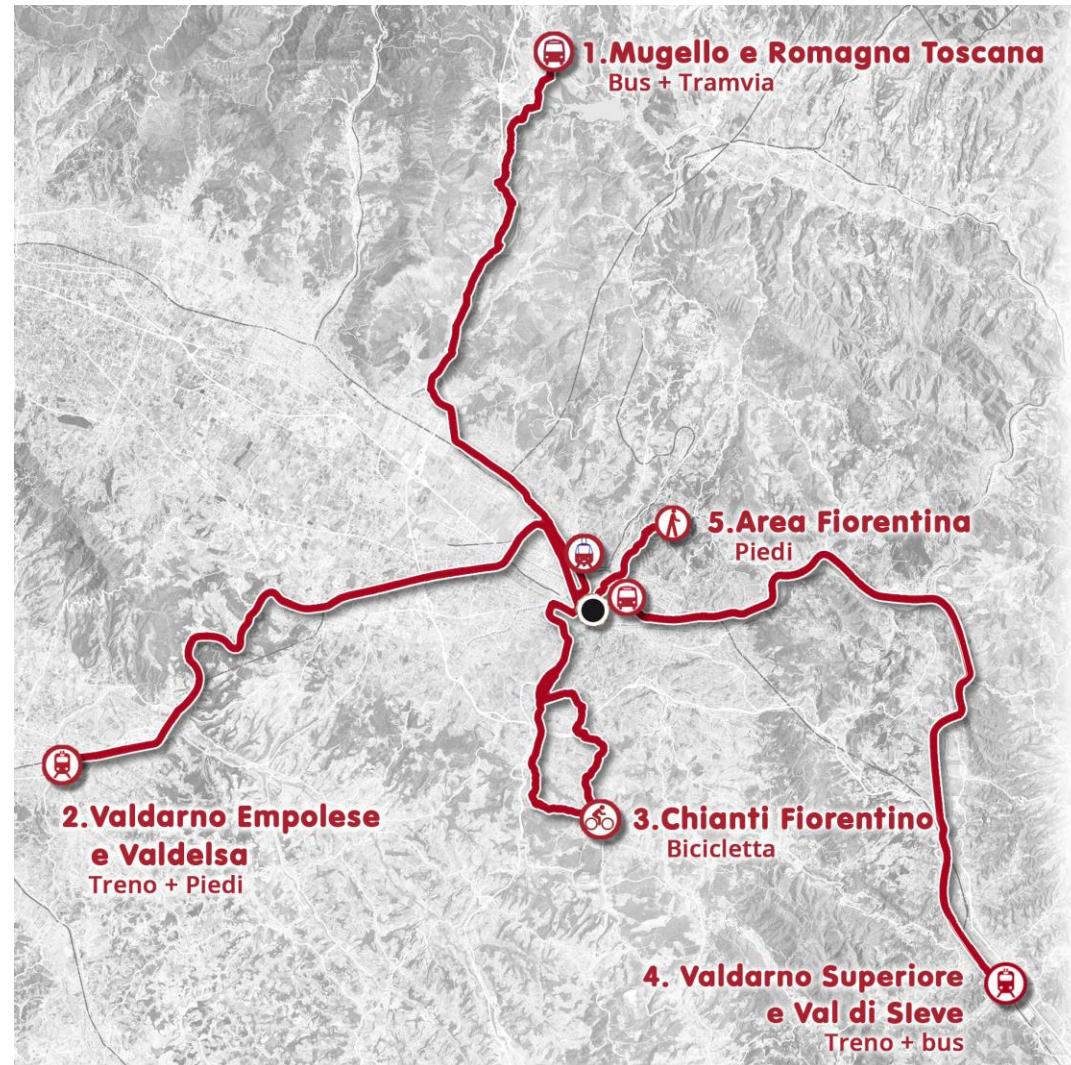 1.Mugello e Romagna Toscana
Bus + Tramvia
5.Area Fiorentina
Piedi
2.Valdarno Empolese
e Valdelsa
Treno + Piedi
3.Chianti Fiorentino
Bicicletta
4. Valdarno Superiore
e Val di SIeve
Treno + bus